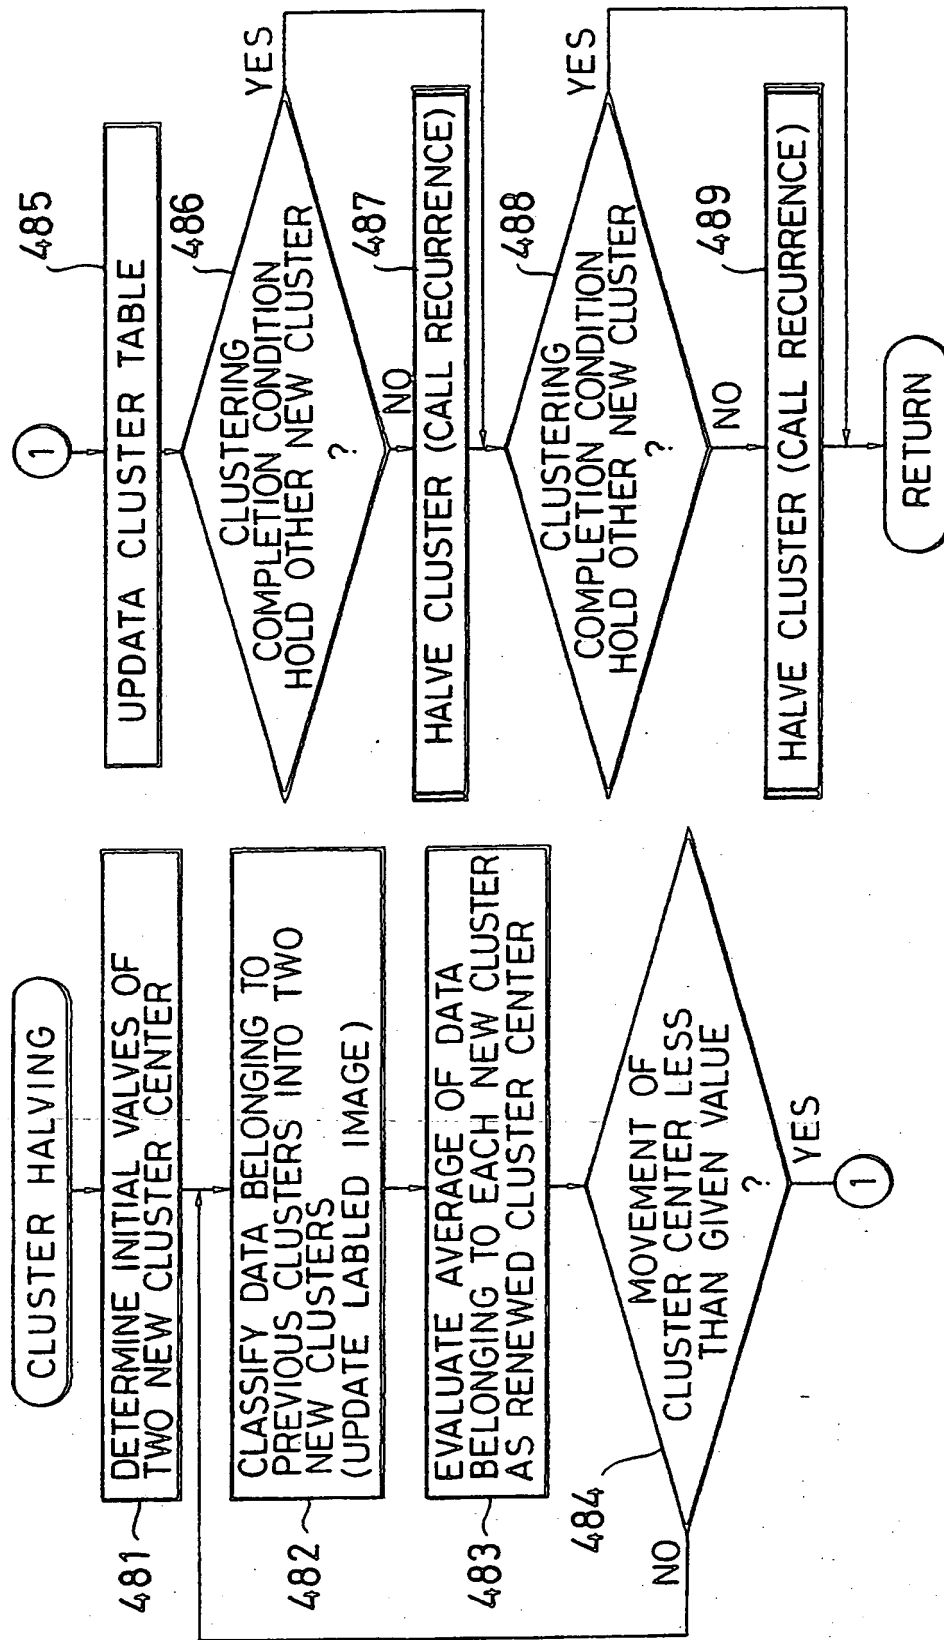 CLUSTER HALVING
481
DETERMINE INITIAL VALVES OF
TWO NEW CLUSTER CENTER
482
CLASSIFY DATA BELONGING TO
PREVIOUS CLUSTERS INTO TWO
NEW CLUSTERS
(UPDATE LABLED IMAGE)
483
EVALUATE AVERAGE OF DATA
BELONGING TO EACH NEW CLUSTER
AS RENEWED CLUSTER CENTER
484
MOVEMENT OF
CLUSTER CENTER LESS
THAN GIVEN VALUE
?
NO
YES
1
1
485
UPDATA CLUSTER TABLE
486
CLUSTERING
COMPLETION CONDITION
HOLD OTHER NEW CLUSTER
?
YES
NO
487
HALVE CLUSTER (CALL RECURRENCE)
488
CLUSTERING
COMPLETION CONDITION
HOLD OTHER NEW CLUSTER
?
YES
NO
489
HALVE CLUSTER (CALL RECURRENCE)
RETURN